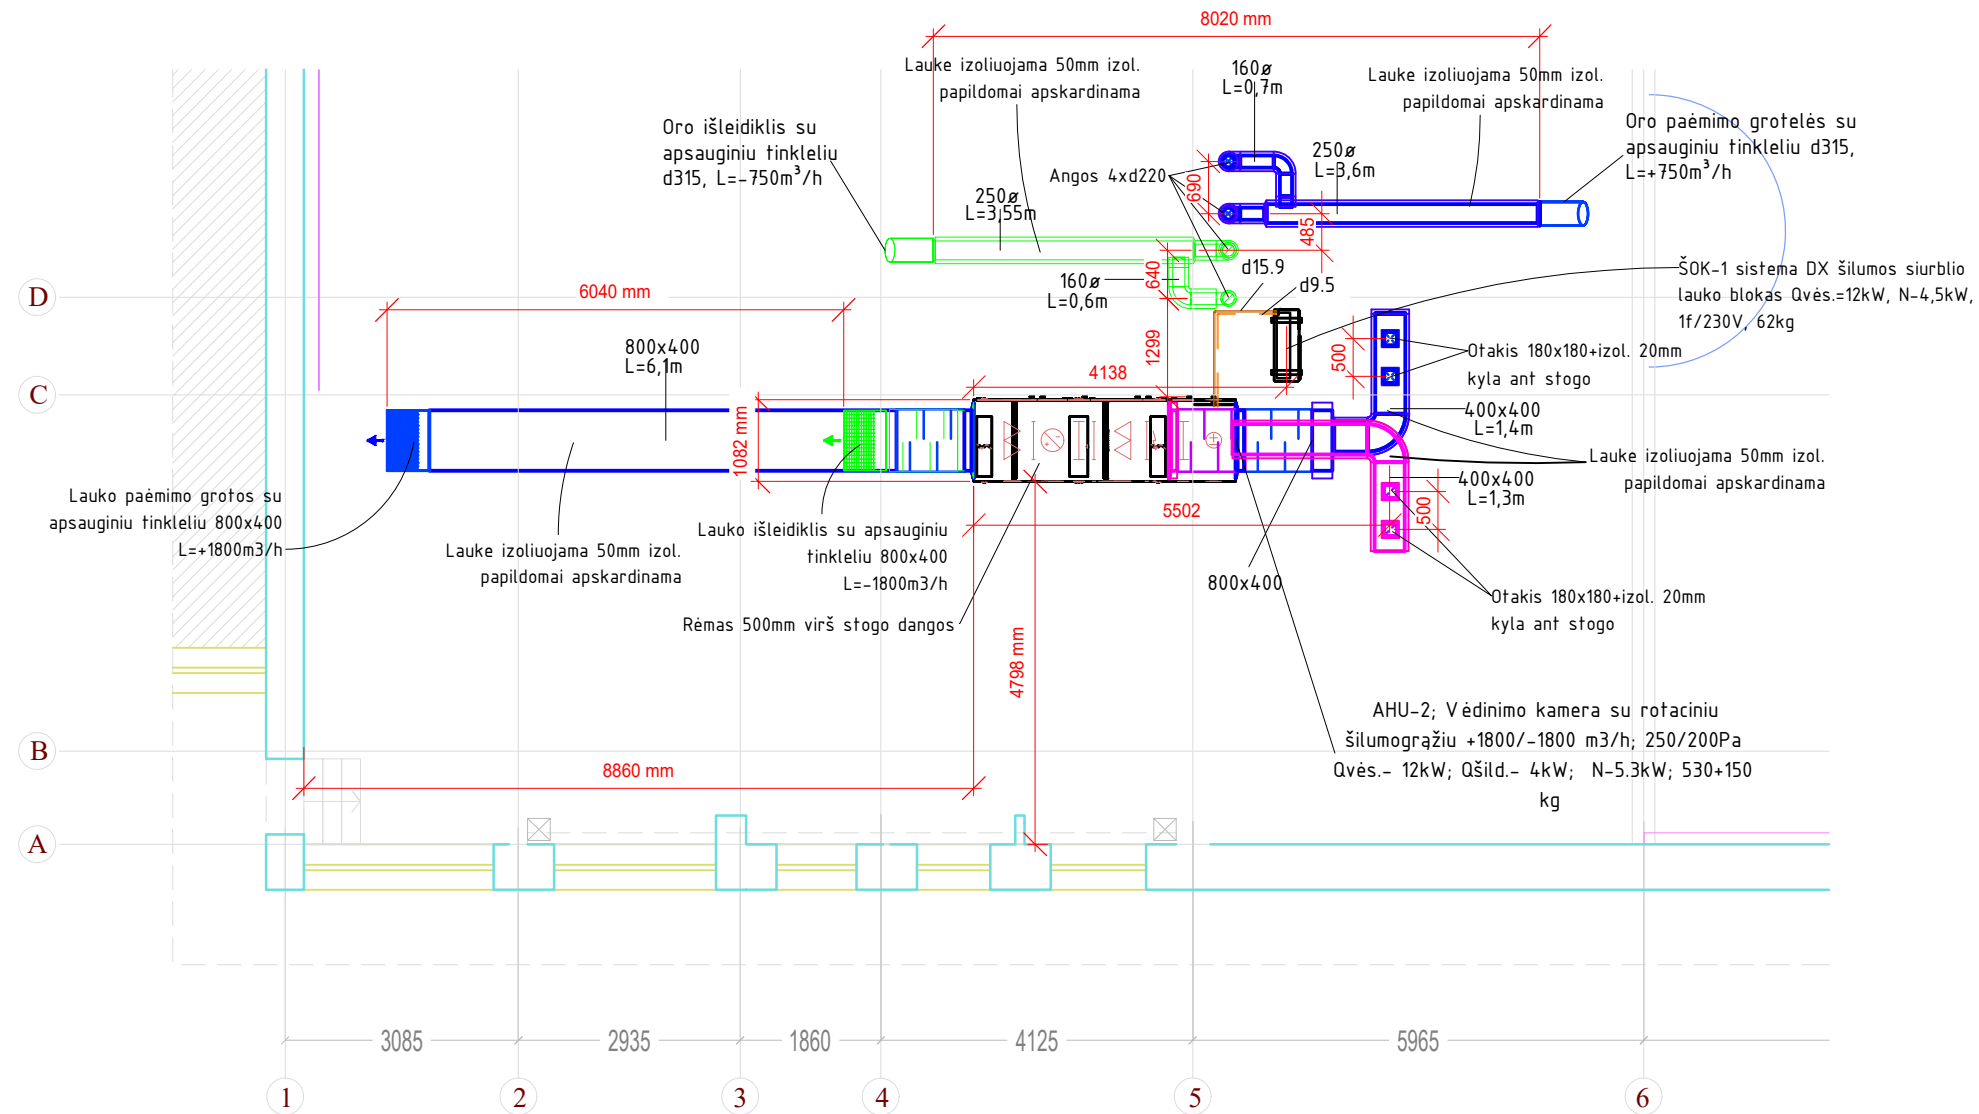 8020 mm
Lauke izoliuojama 50mm izol.
papildomai apskardinama
160ø
L=0,7m
Lauke izoliuojama 50mm izol.
papildomai apskardinama
Oro išleidiklis su
apsauginiu tinkleliu
d315, L=-750m³/h
Oro paėmimo grotelės su
apsauginiu tinkleliu d315,
L=+750m³/h
Angos 4xd220
690
250ø
L=3,6m
250ø
L=3,55m
485
640
160ø
L=0,6m
d15.9
d9.5
ŠOK-1 sistema DX šilumos siurblio
lauko blokas Qvės.=12kW, N-4,5kW,
1f/230V, 62kg
D
6040 mm
1299
800x400
L=6,1m
500
Otakis 180x180+izol. 20mm
kyla ant stogo
4138
C
400x400
L=1,4m
1082 mm
Lauke izoliuojama 50mm izol.
papildomai apskardinama
400x400
L=1,3m
500
5502
Lauko paėmimo grotos su
apsauginiu tinkleliu 800x400
L=+1800m3/h
Lauke izoliuojama 50mm izol.
papildomai apskardinama
Lauko išleidiklis su apsauginiu
tinkleliu 800x400
L=-1800m3/h
800x400
Otakis 180x180+izol. 20mm
kyla ant stogo
Rėmas 500mm virš stogo dangos
4798 mm
AHU-2; Vėdinimo kamera su rotaciniu
šilumogrąžiu +1800/-1800 m3/h; 250/200Pa
Qvės.- 12kW; Qšild.- 4kW; N-5.3kW; 530+150
kg
B
8860 mm
A
3085
2935
1860
4125
5965
1
2
3
4
5
6